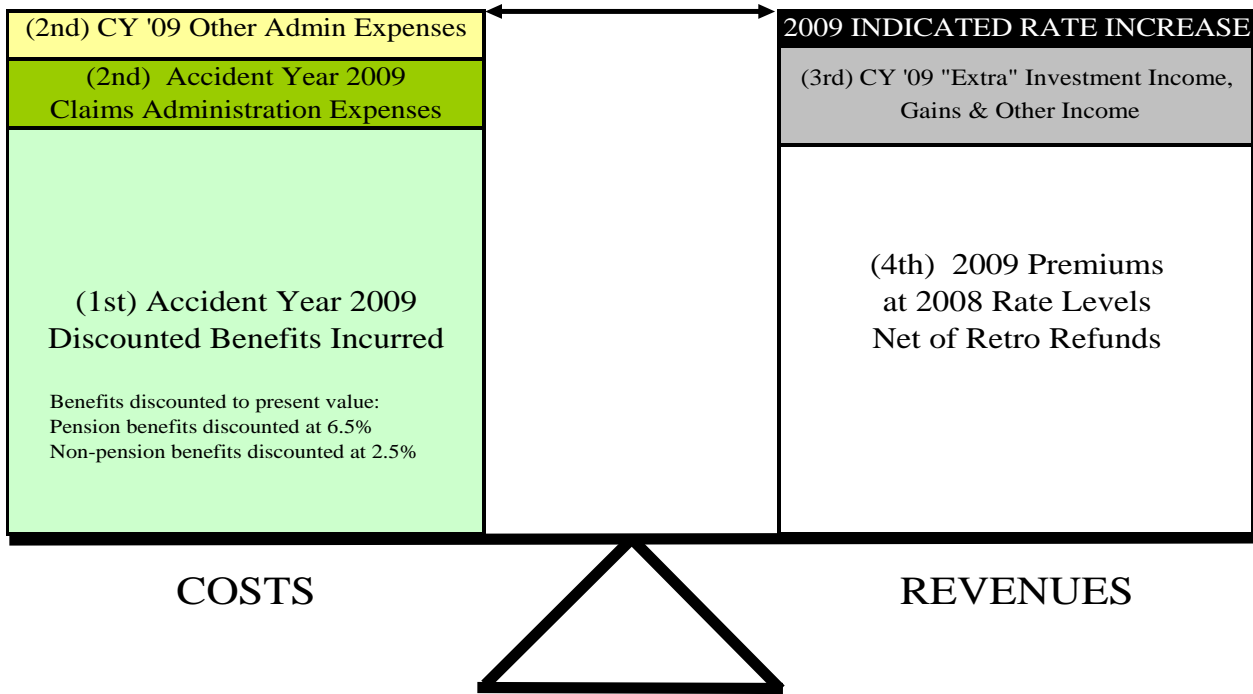 (2nd) CY '09 Other Admin Expenses
(2nd) Accident Year 2009
Claims Administration Expenses
(1st) Accident Year 2009
Discounted Benefits Incurred
Benefits discounted to present value:
Pension benefits discounted at 6.5%
Non-pension benefits discounted at 2.5%
COSTS
2009 INDICATED RATE INCREASE
(3rd) CY '09 "Extra" Investment Income,
Gains & Other Income
(4th) 2009 Premiums
at 2008 Rate Levels
Net of Retro Refunds
REVENUES